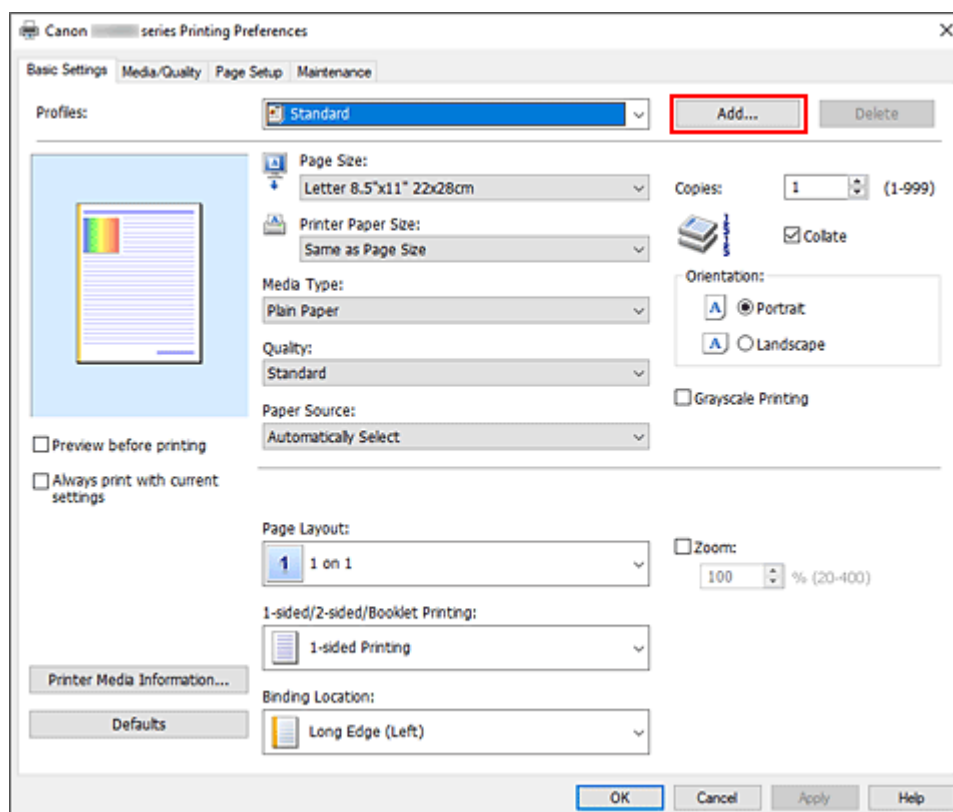 Canon series Printing Preferences
Basic Settings Media/Quality Page Setup Maintenance
Profiles: Standard Add... Delete
Page Size:
Letter 8.5"x11" 22x28cm
Copies: 1 (1-999)
Printer Paper Size:
Same as Page Size
Collate
Media Type:
Plain Paper
Orientation:
A Portrait
A Landscape
Quality:
Standard
Grayscale Printing
Paper Source:
Automatically Select
Preview before printing
Always print with current
settings
Page Layout:
1 1 on 1
Zoom:
100 % (20-400)
1-sided/2-sided/Booklet Printing:
1-sided Printing
Printer Media Information...
Binding Location:
Long Edge (Left)
Defaults
OK Cancel Apply Help